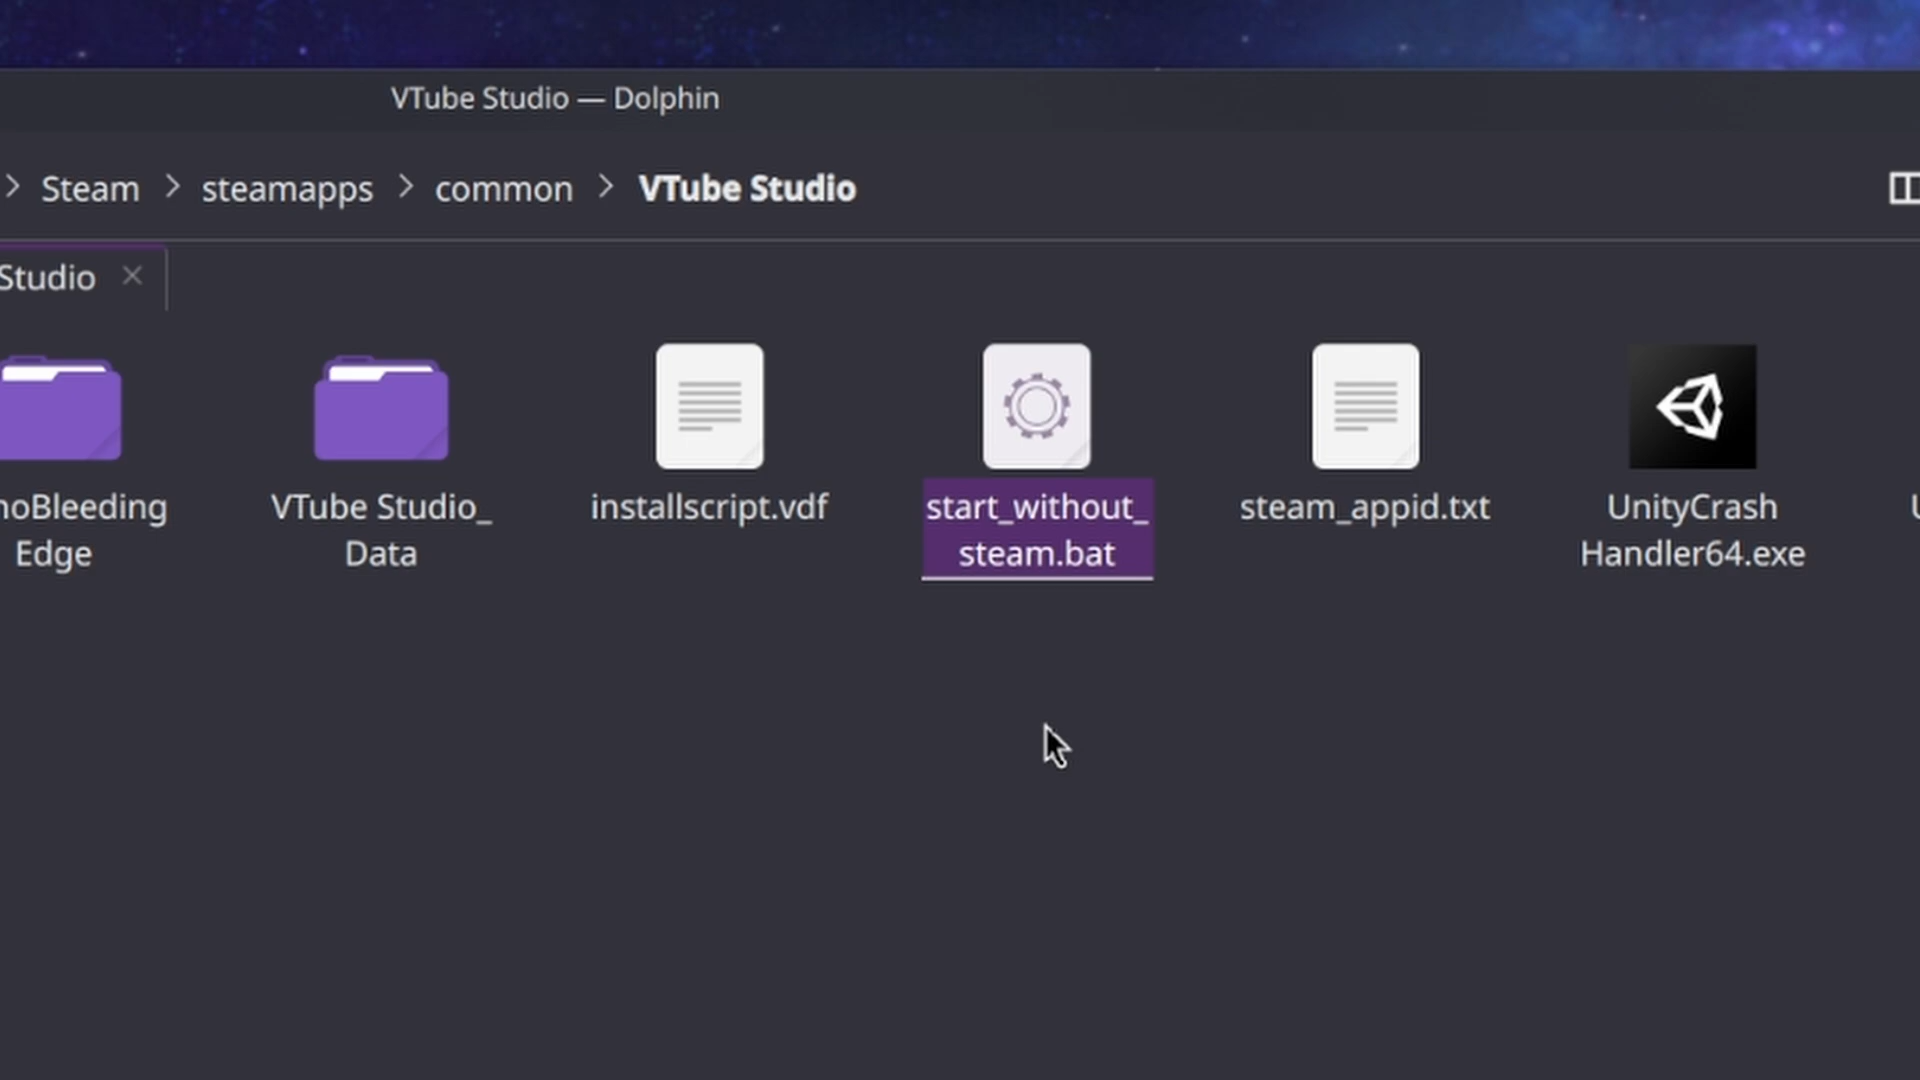 VTube Studio — Dolphin
Steam > steamapps > common > VTube Studio
Studio
noBleeding
Edge
VTube Studio_
Data
installscript.vdf
start_without_
steam.bat
steam_appid.txt
UnityCrash
Handler64.exe